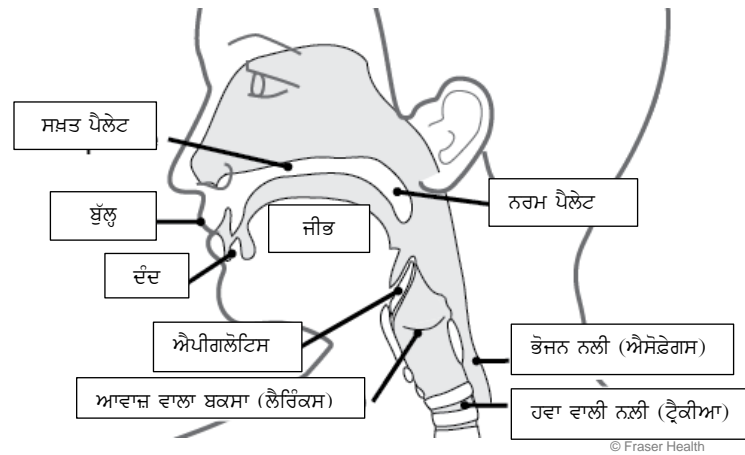 ਸਖ਼ਤ ਪੈਲੇਟ
ਨਰਮ ਪੈਲੇਟ
ਬੁੱਲ੍ਹ
ਜੀਭ
ਦੰਦ
ਐਪੀਗਲੋਟਿਸ
ਭੋਜਨ ਨਲੀ (ਐਸੋਫ਼ੇਗਸ)
ਆਵਾਜ਼ ਵਾਲਾ ਬਕਸਾ (ਲੈਰਿੰਕਸ)
ਹਵਾ ਵਾਲੀ ਨਲ਼ੀ (ਟ੍ਰੈਕੀਆ)
© Fraser Health